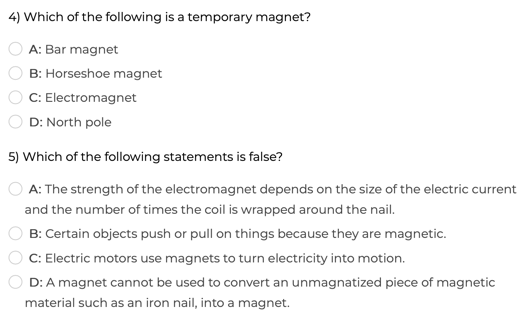 4) Which of the following is a temporary magnet?
A: Bar magnet
B: Horseshoe magnet
C: Electromagnet
D: North pole
5) Which of the following statements is false?
A: The strength of the electromagnet depends on the size of the electric current
and the number of times the coil is wrapped around the nail.
B: Certain objects push or pull on things because they are magnetic.
C: Electric motors use magnets to turn electricity into motion.
D: A magnet cannot be used to convert an unmagnatized piece of magnetic
material such as an iron nail, into a magnet.